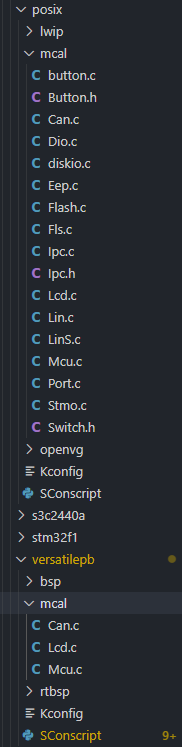 posix
lwip
mcal
C button.c
C Button.h
C Can.c
C Dio.c
C diskio.c
C Eep.c
C Flash.c
C Fls.c
C Ipc.c
C Ipc.h
C Lcd.c
C Lin.c
C LinS.c
C Mcu.c
C Port.c
C Stmo.c
C Switch.h
openvg
Kconfig
SConscript
s3c2440a
stm32f1
versatilepb
bsp
mcal
C Can.c
C Lcd.c
C Mcu.c
rtbsp
Kconfig
SConscript 9+